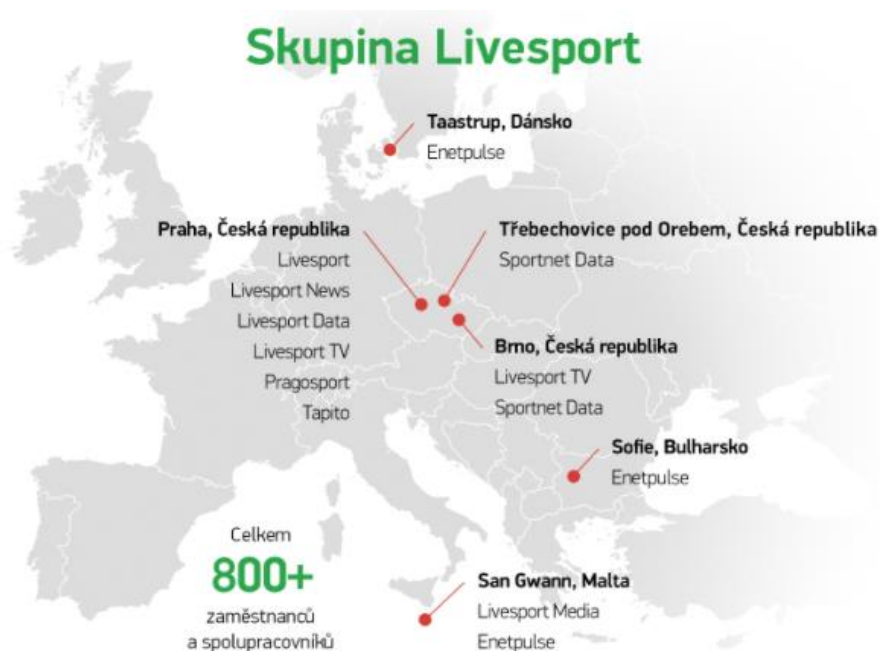 Skupina Livesport
Taastrup, Dánsko
Enetpulse
Praha, Česká republika
Livesport
Livesport News
Livesport Data
Livesport TV
Pragosport
Tapito
Třebechovice pod Orebem, Česká republika
Sportnet Data
Brno, Česká republika
Livesport TV
Sportnet Data
Sofie, Bulharsko
Enetpulse
Celkem
800+
zaměstnanců
a spolupracovníků
San Gwann, Malta
Livesport Media
Enetpulse